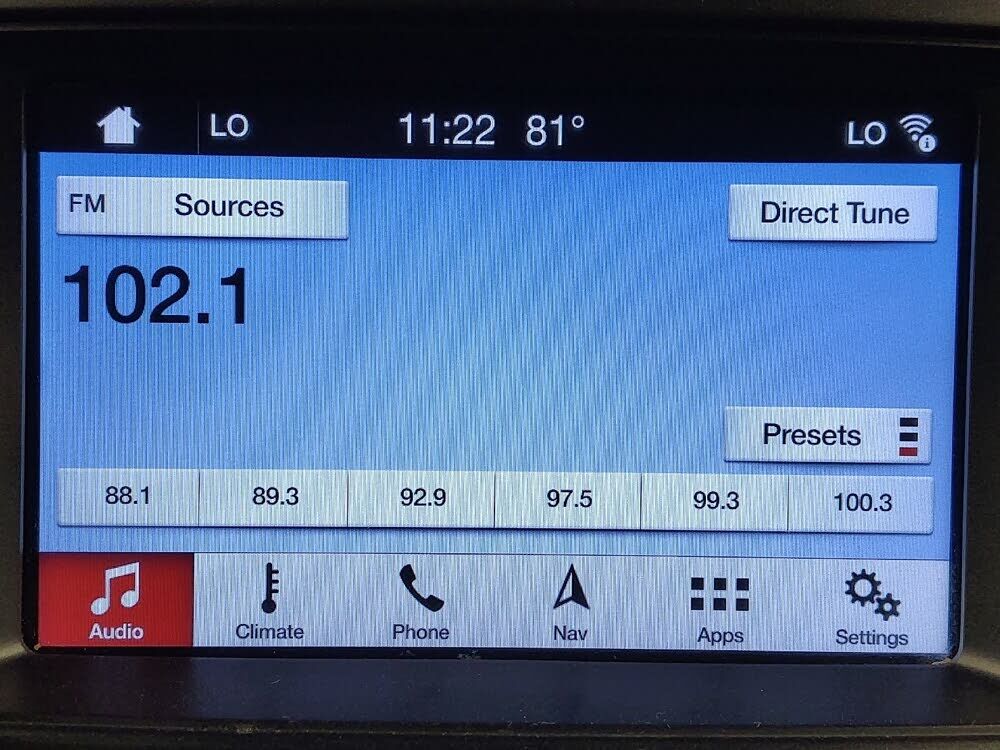 LO 11:22 81° LO
FM Sources
Direct Tune
102.1
Presets
88.1 89.3 92.9 97.5 99.3 100.3
Audio Climate Phone Nav Apps Settings